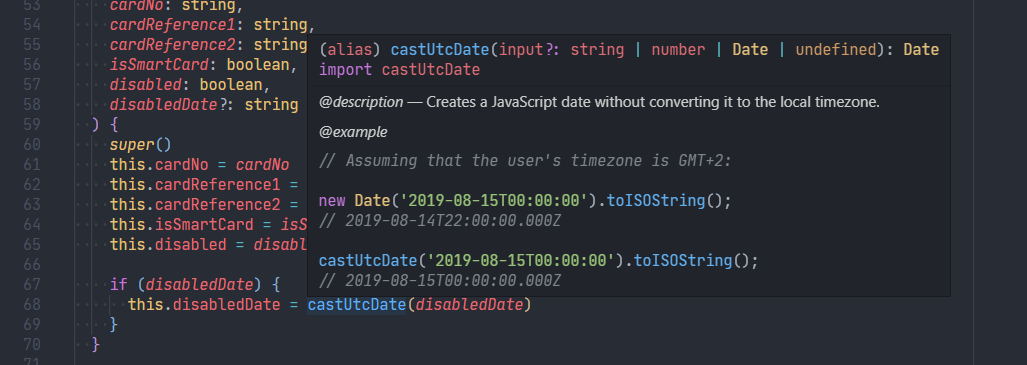 53 cardNo: string,
54 cardReference1: string,
55 cardReference2: string
56 isSmartCard: boolean,
57 disabled: boolean,
58 disabledDate?: string
59 ) {
60 super()
61 this.cardNo = cardNo
62 this.cardReference1 =
63 this.cardReference2 =
64 this.isSmartCard = isS
65 this.disabled = disabl
66
67 if (disabledDate) {
68 this.disabledDate = castUtcDate(disabledDate)
69 }
70 }
71
(alias) castUtcDate(input?: string | number | Date | undefined): Date
import castUtcDate
@description — Creates a JavaScript date without converting it to the local timezone.
@example
// Assuming that the user's timezone is GMT+2:
new Date('2019-08-15T00:00:00').toISOString();
// 2019-08-14T22:00:00.000Z
castUtcDate('2019-08-15T00:00:00').toISOString();
// 2019-08-15T00:00:00.000Z